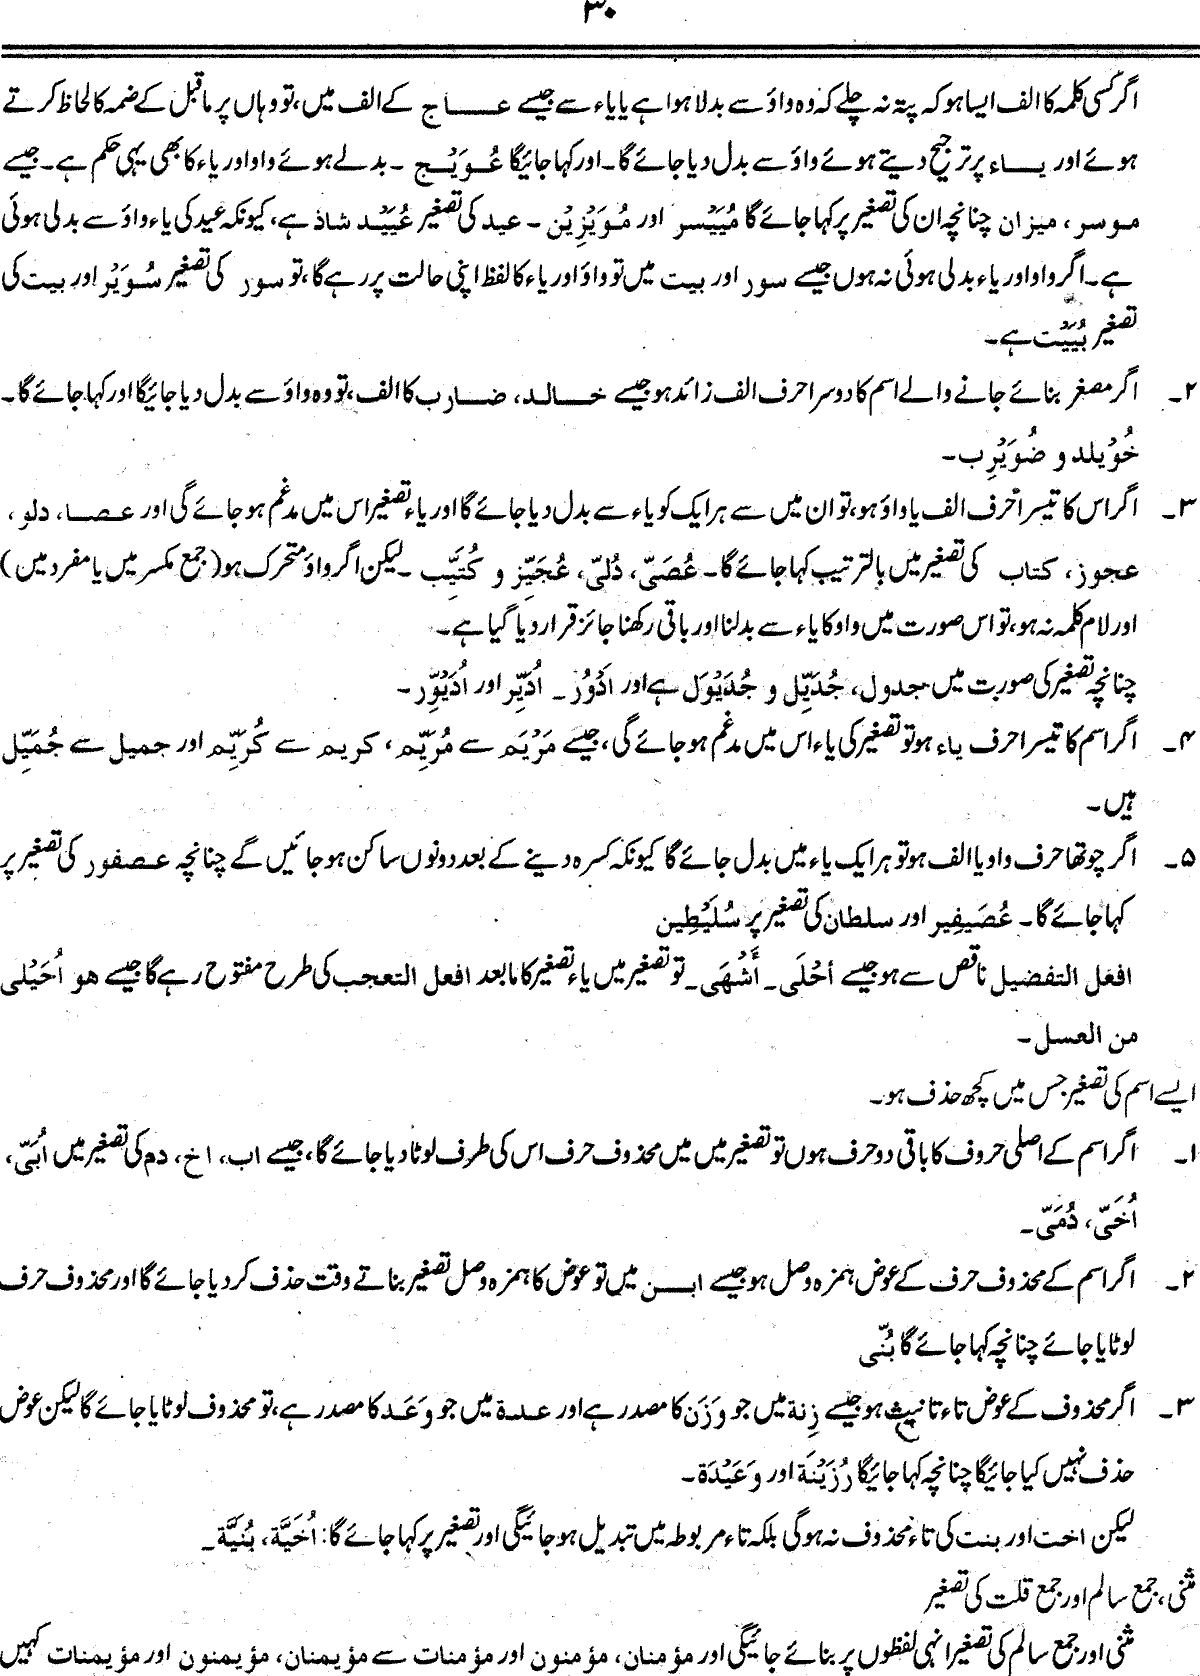 ۳۰
اگر کسی کلمہ کا الف ایسا ہو کہ پتہ نہ چلے کہ وہ واؤ سے بدلا ہوا ہے یا یاء سے جیسے عاج کے الف میں، تو وہاں پر ماقبل کے ضمہ کا لحاظ کرتے
ہوئے اور یاء پر ترجیح دیتے ہوئے واؤ سے بدل دیا جائے گا۔ اور کہا جائیگا عُوَیْج ۔ بدلے ہوئے واو اور یاء کا بھی یہی حکم ہے۔ جیسے
موسر، میزان چنانچہ ان کی تصغیر پر کہا جائے گا مُیَیْسر اور مُوَیْزِیْن ۔ عید کی تصغیر عُیَیْد شاذ ہے، کیونکہ عید کی یاء واؤ سے بدلی ہوئی
ہے۔ اگر واو اور یاء بدلی ہوئی نہ ہوں جیسے سور اور بیت میں تو واؤ اور یاء کا لفظ اپنی حالت پر رہے گا، تو سور کی تصغیر سُوَیْر اور بیت کی
تصغیر بُیَیْت ہے۔
۲۔ اگر مصغر بنائے جانے والے اسم کا دوسرا حرف الف زائد ہو جیسے خالد، ضارب کا الف، تو وہ واؤ سے بدل دیا جائیگا اور کہا جائے گا۔
خُوْیلد و ضُوَیْرِب۔
۳۔ اگر اس کا تیسرا حرف الف یا واؤ ہو، تو ان میں سے ہر ایک کو یاء سے بدل دیا جائے گا اور یاء تصغیر اس میں مدغم ہو جائے گی اور عصا، دلو،
عجوز، کتاب کی تصغیر میں بالترتیب کہا جائے گا۔ عُصَیّ، دُلیّ، عُجَیِّز و کُتَیِّب ۔ لیکن اگر واؤ متحرک ہو (جمع مکسر میں یا مفرد میں)
اور لام کلمہ نہ ہو، تو اس صورت میں واو کا یاء سے بدلنا اور باقی رکھنا جائز قرار دیا گیا ہے۔
چنانچہ تصغیر کی صورت میں جدول، جُدَیِّل و جُدَیْوَل ہے اور اَدْوُر ۔ اُدَیِّر اور اُدَیْوِّر۔
۴۔ اگر اسم کا تیسرا حرف یاء ہو تو تصغیر کی یاء اس میں مدغم ہو جائے گی، جیسے مَرْیَم سے مُرَیِّم، کریم سے کُرَیِّم اور جمیل سے جُمَیِّل
ہیں۔
۵۔ اگر چوتھا حرف واو یا الف ہو تو ہر ایک یاء میں بدل جائے گا کیونکہ کسرہ دینے کے بعد دونوں ساکن ہو جائیں گے چنانچہ عصفور کی تصغیر پر
کہا جائے گا۔ عُصَیفِیر اور سلطان کی تصغیر پر سُلَیْطِین
افعل التفضیل ناقص سے ہو جیسے أحْلَی۔ أَشْهَی۔ تو تصغیر میں یاء تصغیر کا مابعد افعل التعجب کی طرح مفتوح رہے گا جیسے هو اُحَیْلی
من العسل۔
ایسے اسم کی تصغیر جس میں کچھ حذف ہو۔
۱۔ اگر اسم کے اصلی حروف کا باقی دو حرف ہوں تو تصغیر میں میں محذوف حرف اس کی طرف لوٹا دیا جائے گا، جیسے اب، اخ، دم کی تصغیر میں اُبَیّ،
اُخَیّ، دُمَیّ۔
۲۔ اگر اسم کے محذوف حرف کے عوض ہمزہ وصل ہو جیسے ابن میں تو عوض کا ہمزہ وصل تصغیر بناتے وقت حذف کر دیا جائے گا اور محذوف حرف
لوٹایا جائے چنانچہ کہا جائے گا بُنّی
۳۔ اگر محذوف کے عوض تاء تانیث ہو جیسے زِنة میں جو وَزَن کا مصدر ہے اور عدة میں جو وَعَد کا مصدر ہے، تو محذوف لوٹایا جائے گا لیکن عوض
حذف نہیں کیا جائیگا چنانچہ کہا جائیگا رُزَیْنَة اور وَعَیْدَة۔
لیکن اخت اور بنت کی تاء محذوف نہ ہوگی بلکہ تاء مربوطہ میں تبدیل ہو جائیگی اور تصغیر پر کہا جائے گا: اُخَیَّة، بُنَیَّة۔
مثنی، جمع سالم اور جمع قلت کی تصغیر
مثنی اور جمع سالم کی تصغیر انہی لفظوں پر بنائے جائیگی اور مؤمنان، مؤمنون اور مؤمنات سے مؤیمنان، مؤیمنون اور مؤیمنات کہیں